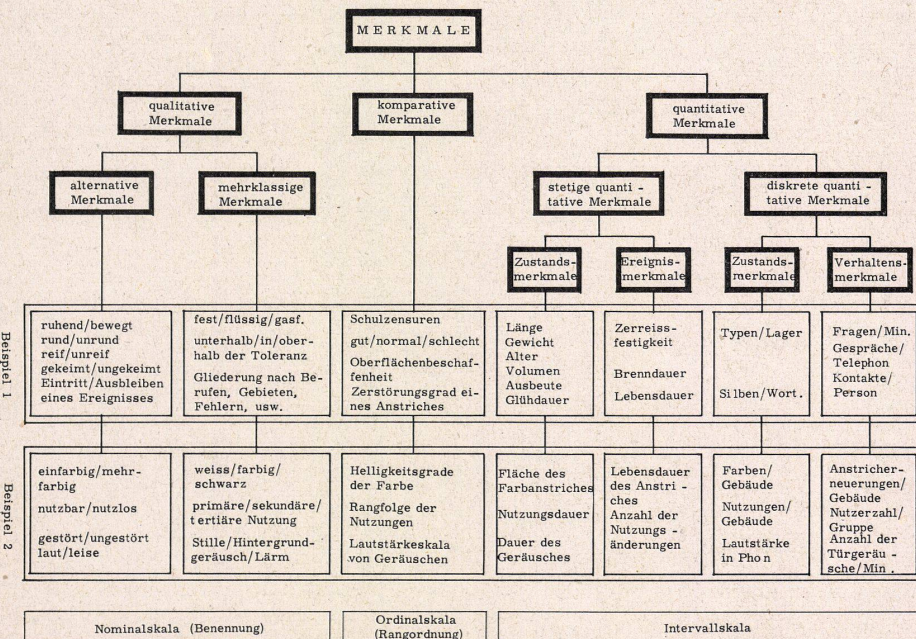 MERKMALE
qualitative
Merkmale
komparative
Merkmale
quantitative
Merkmale
alternative
Merkmale
mehrklassige
Merkmale
stetige quanti -
tative Merkmale
diskrete quanti -
tative Merkmale
Zustands-
merkmale
Ereignis-
merkmale
Zustands-
merkmale
Verhaltens-
merkmale
Beispiel 1
ruhend/bewegt
rund/unrund
reif/unreif
gekeimt/ungekeimt
Eintritt/Ausbleiben
eines Ereignisses
fest/flüssig/gasf.
unterhalb/in/ober-
halb der Toleranz
Gliederung nach Be-
rufen, Gebieten,
Fehlern, usw.
Schulzensuren
gut/normal/schlecht
Oberflächenbeschaf-
fenheit
Zerstörungsgrad ei-
nes Anstriches
Länge
Gewicht
Alter
Volumen
Ausbeute
Glühdauer
Zerreiss-
festigkeit
Brenndauer
Lebensdauer
Typen/Lager
Silben/Wort.
Fragen/Min.
Gespräche/
Telephon
Kontakte/
Person
Beispiel 2
einfarbig/mehr-
farbig
nutzbar/nutzlos
gestört/ungestört
laut/leise
weiss/farbig/
schwarz
primäre/sekundäre/
tertiäre Nutzung
Stille/Hintergrund-
geräusch/Lärm
Helligkeitsgrade
der Farbe
Rangfolge der
Nutzungen
Lautstärkeskala
von Geräuschen
Fläche des
Farbanstriches
Nutzungsdauer
Dauer des
Geräusches
Lebensdauer
des Anstri -
ches
Anzahl der
Nutzungs -
änderungen
Farben/
Gebäude
Nutzungen/
Gebäude
Lautstärke
in Phon
Anstricher-
neuerungen/
Gebäude
Nutzerzahl/
Gruppe
Anzahl der
Türgeräu -
sche/Min .
Nominalskala (Benennung)
Ordinalskala
(Rangordnung)
Intervallskala